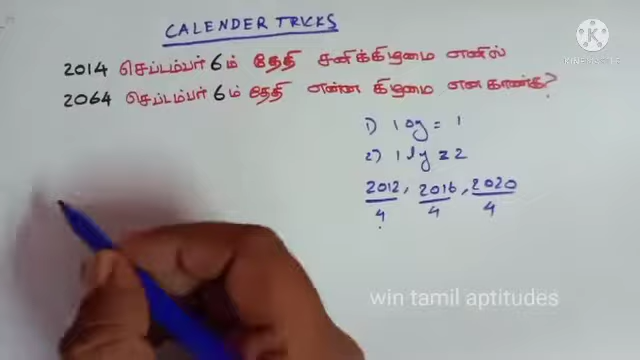 CALENDER TRICKS
KINEMASTER
2014 செப்டம்பர் 6ம் தேதி சனிக்கிழமை எனில்
2064 செப்டம்பர் 6ம் தேதி என்ன கிழமை என காண்க?
1) 1 oy = 1
2) 1 ly = 2
2012, 2016, 2020
4 4 4
win tamil aptitudes